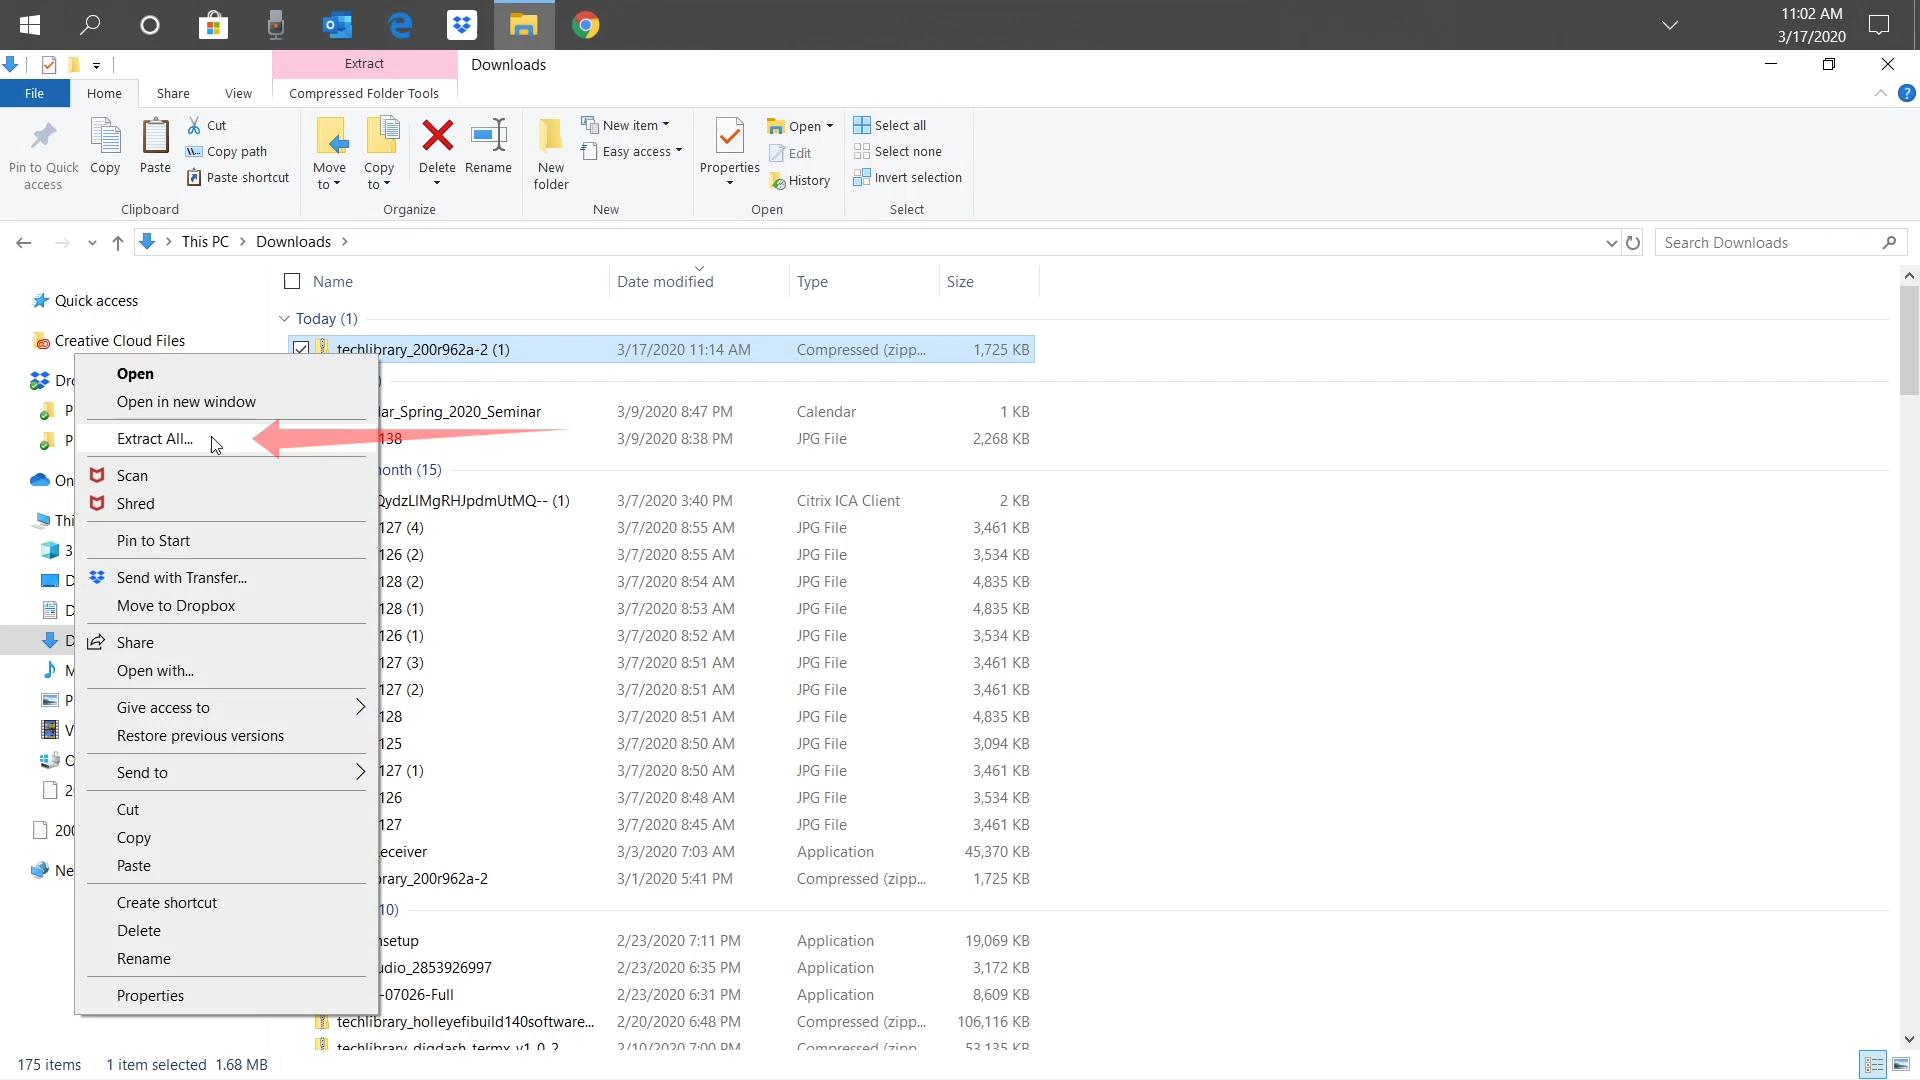 11:02 AM
3/17/2020
Extract
Downloads
File
Home
Share
View
Compressed Folder Tools
Pin to Quick access
Copy
Paste
Cut
Copy path
Paste shortcut
Clipboard
Move to
Copy to
Delete
Rename
Organize
New folder
New item
Easy access
New
Properties
Open
Edit
History
Open
Select all
Select none
Invert selection
Select
This PC
Downloads
Search Downloads
Name
Date modified
Type
Size
Quick access
Creative Cloud Files
Today (1)
techlibrary_200r962a-2 (1) 3/17/2020 11:14 AM Compressed (zipp... 1,725 KB
Open
Open in new window
Extract All...
Scan
Shred
Pin to Start
Send with Transfer...
Move to Dropbox
Share
Open with...
Give access to
Restore previous versions
Send to
Cut
Copy
Paste
Create shortcut
Delete
Rename
Properties
ar_Spring_2020_Seminar 3/9/2020 8:47 PM Calendar 1 KB
138 3/9/2020 8:38 PM JPG File 2,268 KB
onth (15)
QydzLIMgRHJpdmUtMQ-- (1) 3/7/2020 3:40 PM Citrix ICA Client 2 KB
127 (4) 3/7/2020 8:55 AM JPG File 3,461 KB
126 (2) 3/7/2020 8:55 AM JPG File 3,534 KB
128 (2) 3/7/2020 8:54 AM JPG File 4,835 KB
128 (1) 3/7/2020 8:53 AM JPG File 4,835 KB
126 (1) 3/7/2020 8:52 AM JPG File 3,534 KB
127 (3) 3/7/2020 8:51 AM JPG File 3,461 KB
127 (2) 3/7/2020 8:51 AM JPG File 3,461 KB
128 3/7/2020 8:51 AM JPG File 4,835 KB
125 3/7/2020 8:50 AM JPG File 3,094 KB
127 (1) 3/7/2020 8:50 AM JPG File 3,461 KB
126 3/7/2020 8:48 AM JPG File 3,534 KB
127 3/7/2020 8:45 AM JPG File 3,461 KB
eceiver 3/3/2020 7:03 AM Application 45,370 KB
rary_200r962a-2 3/1/2020 5:41 PM Compressed (zipp... 1,725 KB
10)
nsetup 2/23/2020 7:11 PM Application 19,069 KB
udio_2853926997 2/23/2020 6:35 PM Application 3,172 KB
-07026-Full 2/23/2020 6:31 PM Application 8,609 KB
techlibrary_holleyefibuild140software... 2/20/2020 6:48 PM Compressed (zipp... 106,116 KB
techlibrary_digdash_termx_v1_0_2 2/10/2020 7:00 PM Compressed (zipp... 53,135 KB
175 items
1 item selected 1.68 MB